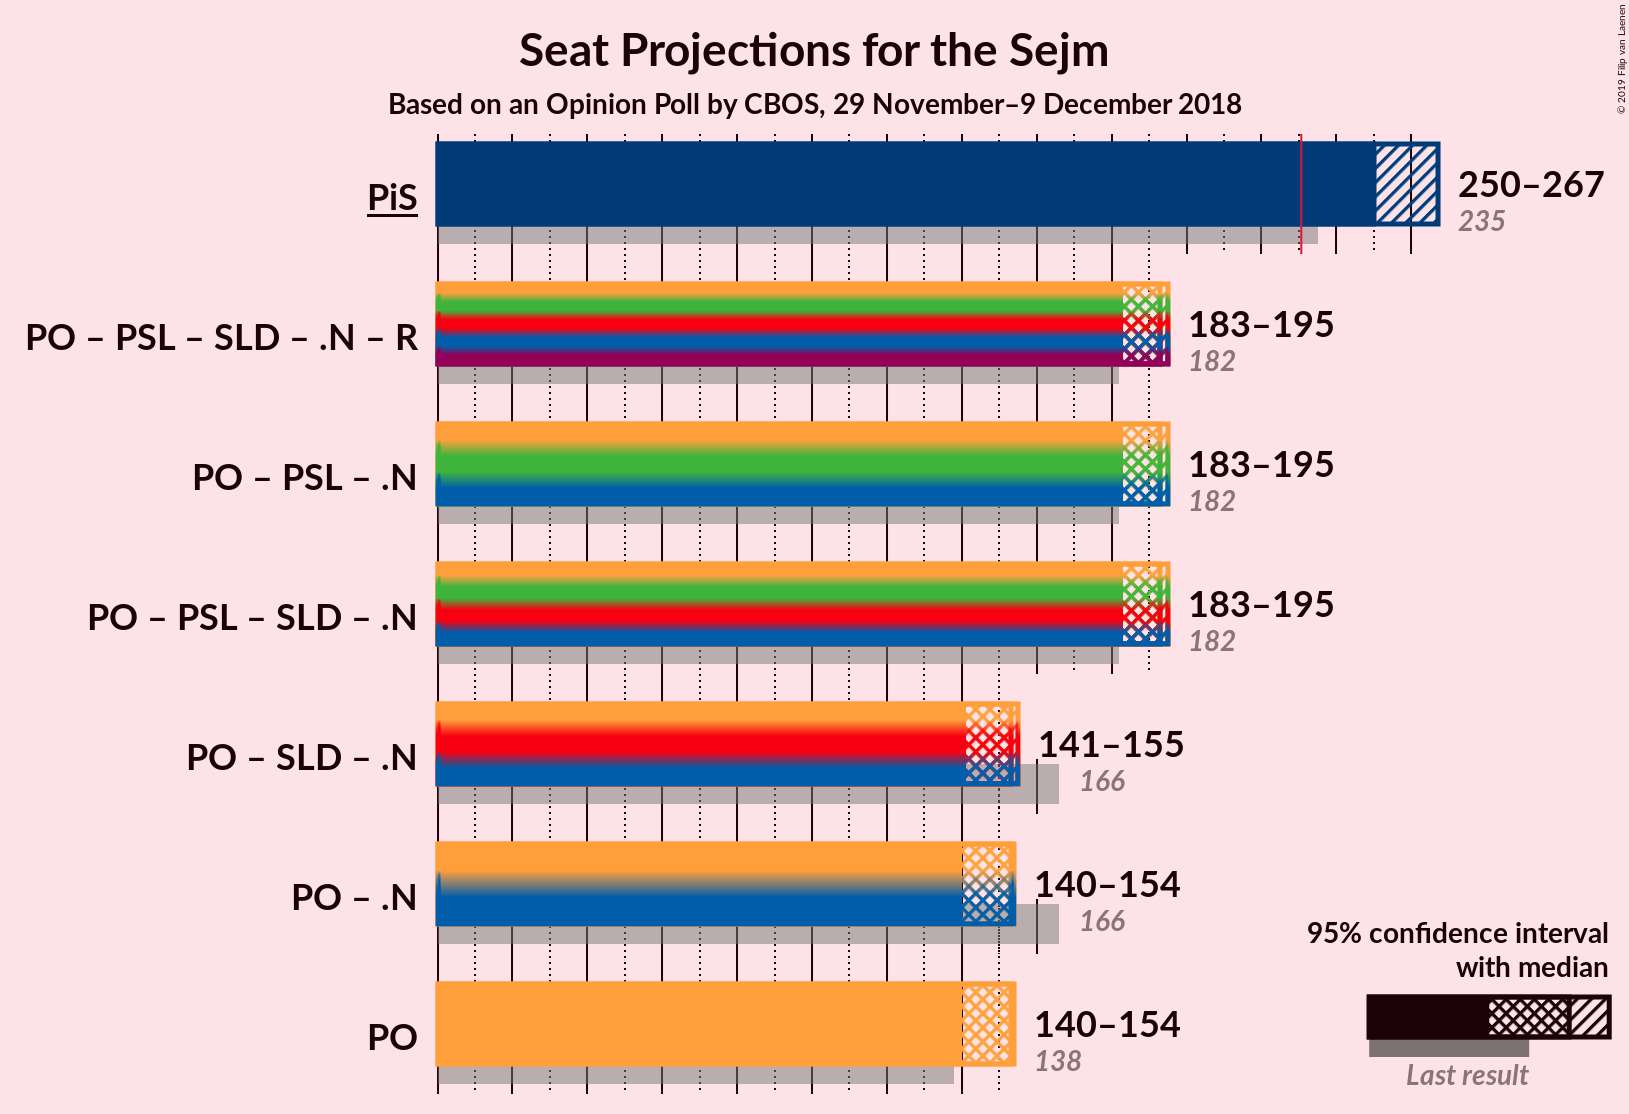 Seat Projections for the Sejm
Based on an Opinion Poll by CBOS, 29 November–9 December 2018
© 2019 Filip van Laenen
PiS
250–267
235
PO – PSL – SLD – .N – R
183–195
182
PO – PSL – .N
183–195
182
PO – PSL – SLD – .N
183–195
182
PO – SLD – .N
141–155
166
PO – .N
140–154
166
PO
140–154
138
95% confidence interval
with median
Last result